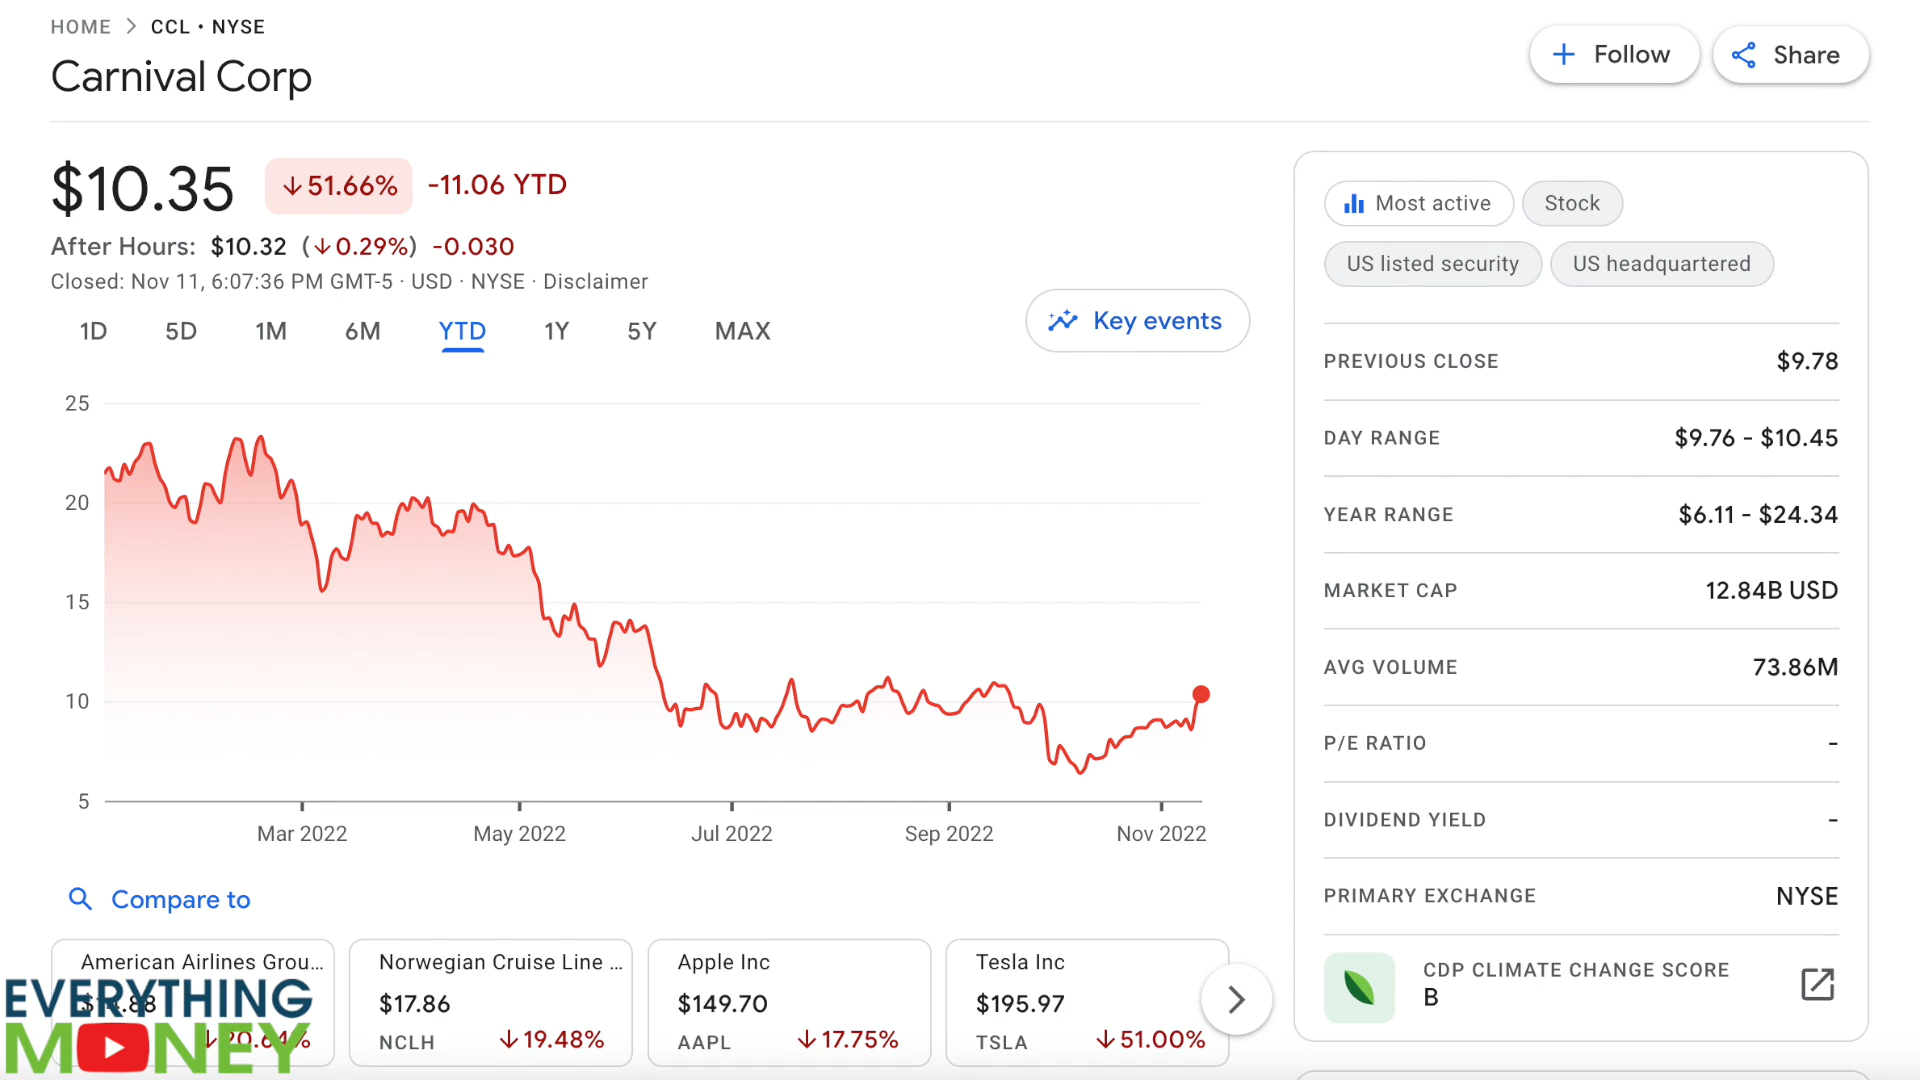 HOME > CCL • NYSE
Carnival Corp
Follow
Share
$10.35 ↓51.66% -11.06 YTD
After Hours: $10.32 (↓0.29%) -0.030
Closed: Nov 11, 6:07:36 PM GMT-5 · USD · NYSE · Disclaimer
1D 5D 1M 6M YTD 1Y 5Y MAX
Key events
25
20
15
10
5
Mar 2022 May 2022 Jul 2022 Sep 2022 Nov 2022
Compare to
American Airlines Grou...
↓20.64%
Norwegian Cruise Line ...
$17.86
NCLH ↓19.48%
Apple Inc
$149.70
AAPL ↓17.75%
Tesla Inc
$195.97
TSLA ↓51.00%
EVERYTHING
MONEY
Most active
Stock
US listed security
US headquartered
PREVIOUS CLOSE $9.78
DAY RANGE $9.76 - $10.45
YEAR RANGE $6.11 - $24.34
MARKET CAP 12.84B USD
AVG VOLUME 73.86M
P/E RATIO -
DIVIDEND YIELD -
PRIMARY EXCHANGE NYSE
CDP CLIMATE CHANGE SCORE
B